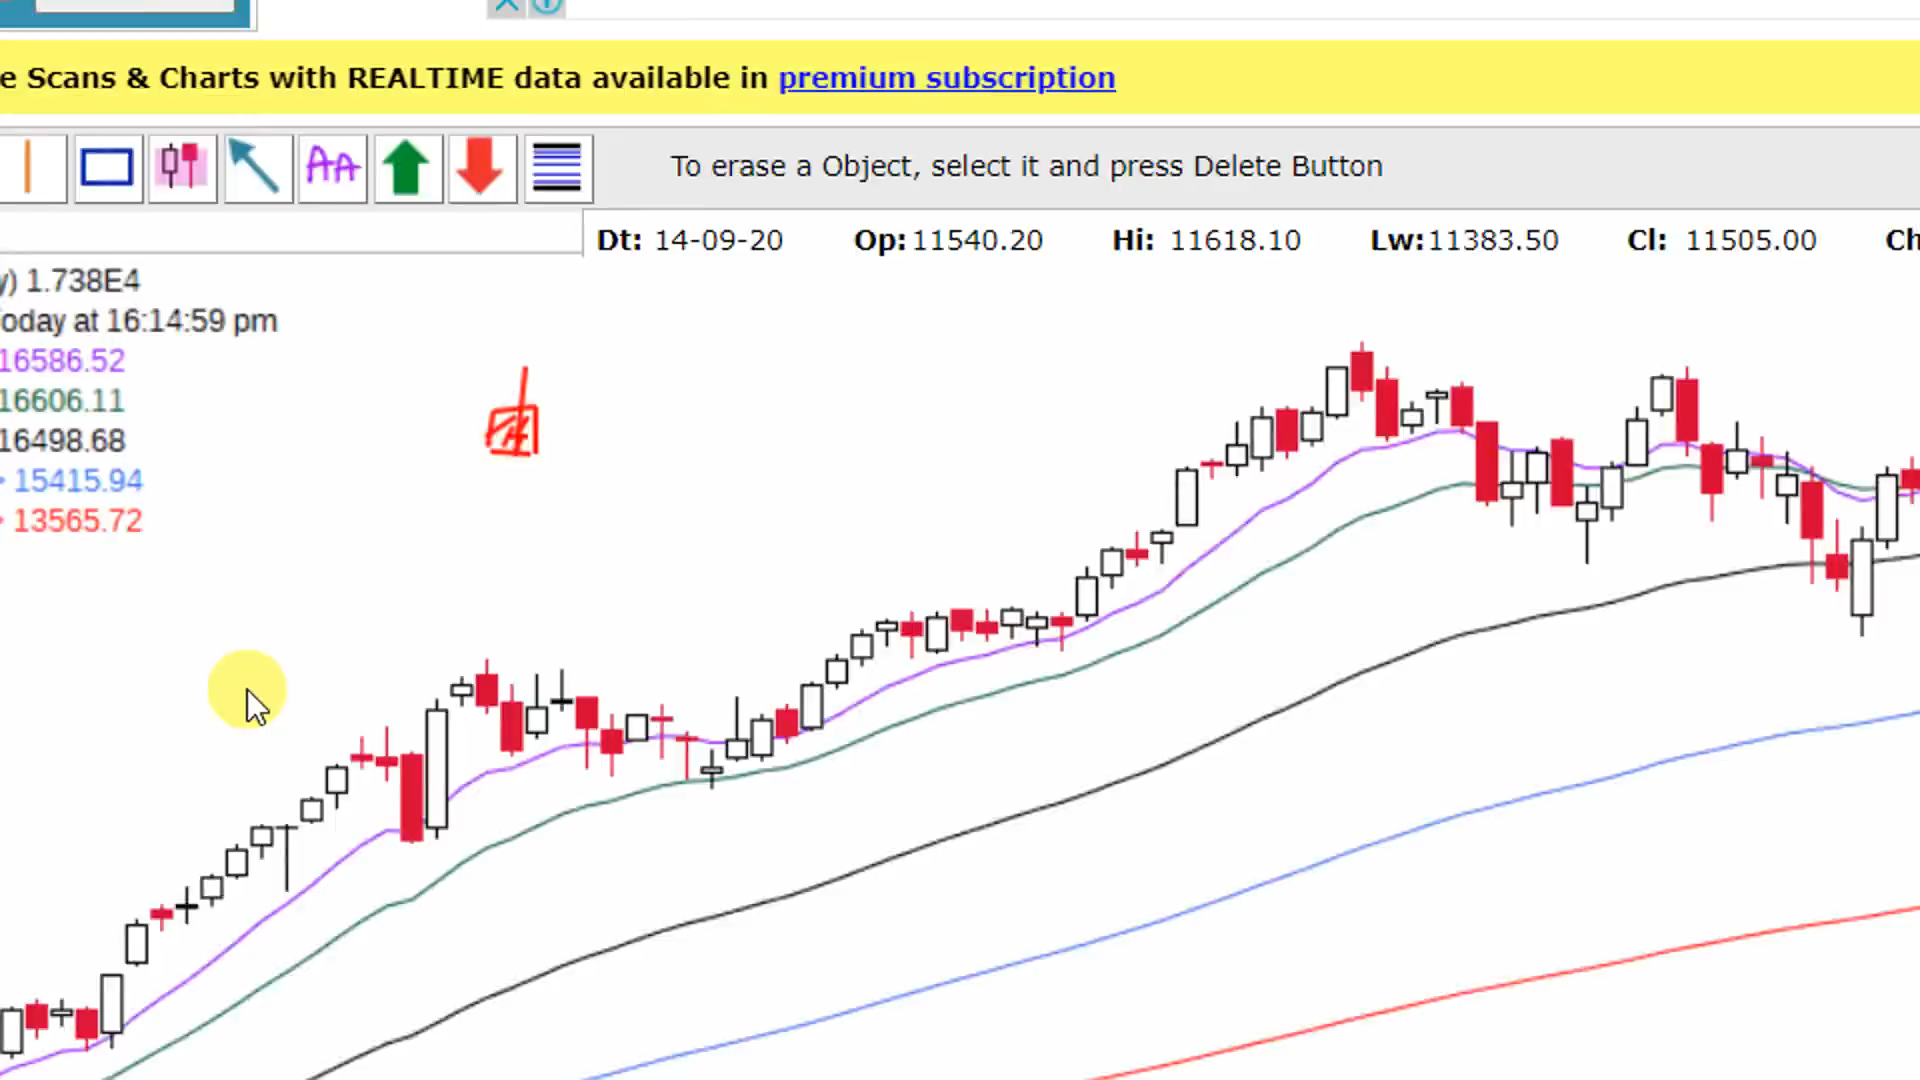 e Scans & Charts with REALTIME data available in premium subscription
AA
To erase a Object, select it and press Delete Button
Dt: 14-09-20 Op: 11540.20 Hi: 11618.10 Lw: 11383.50 Cl: 11505.00 Ch
y) 1.738E4
oday at 16:14:59 pm
16586.52
16606.11
16498.68
15415.94
13565.72